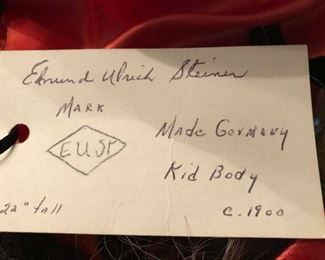 Edmund Ulrich Steiner
MARK
EUST
Made Germany
Kid Body
22" tall
c. 1900